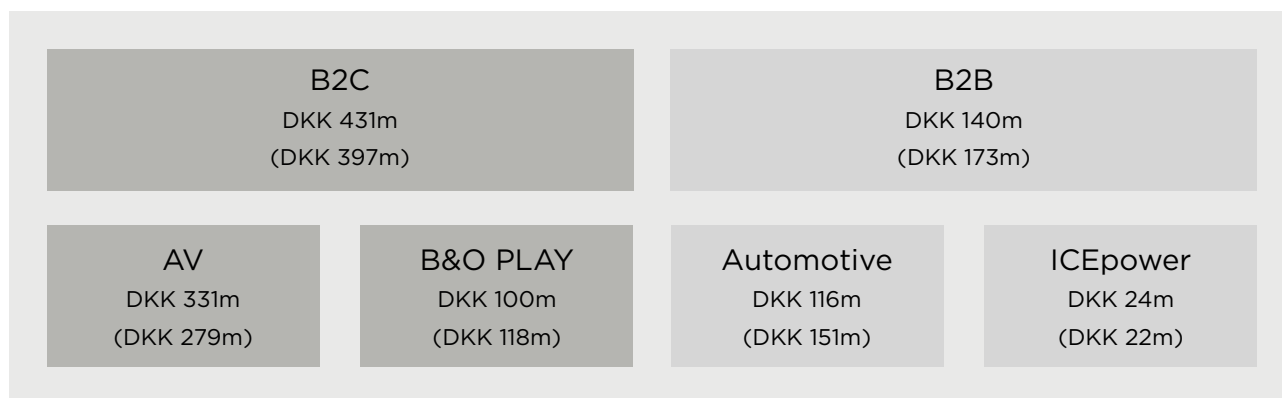 B2C
DKK 431m
(DKK 397m)
B2B
DKK 140m
(DKK 173m)
AV
DKK 331m
(DKK 279m)
B&O PLAY
DKK 100m
(DKK 118m)
Automotive
DKK 116m
(DKK 151m)
ICEpower
DKK 24m
(DKK 22m)